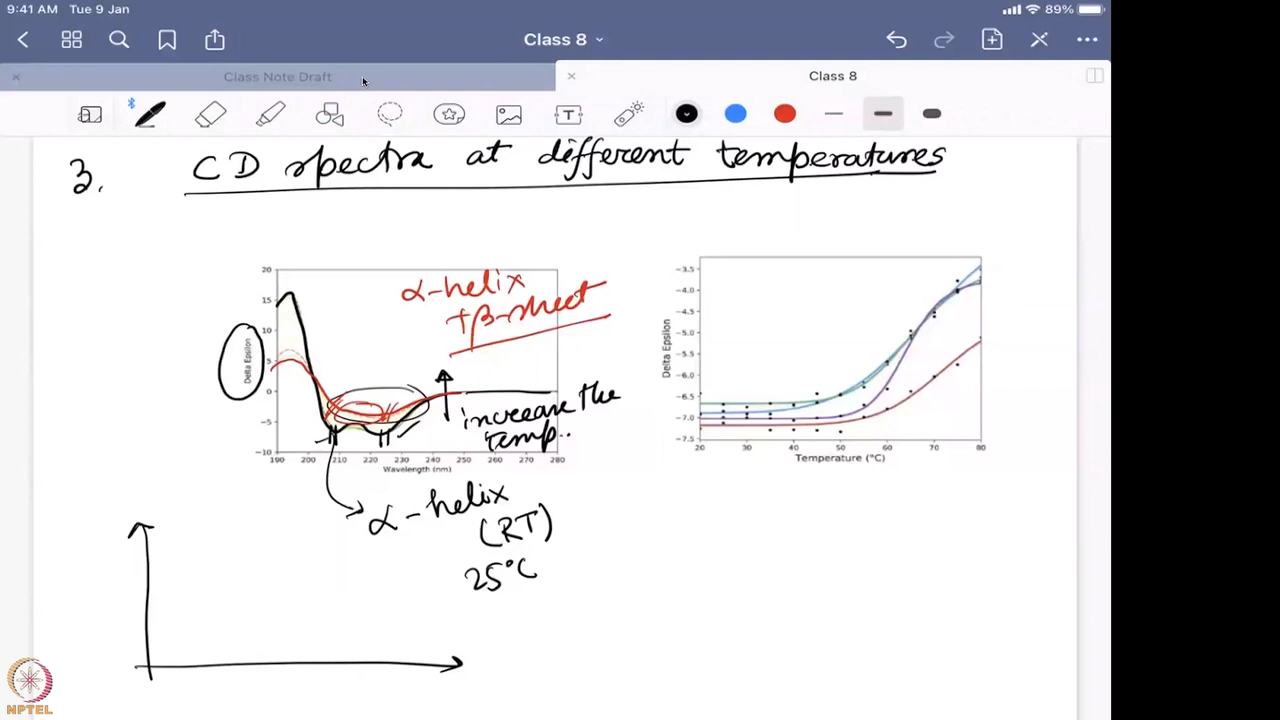 9:41 AM Tue 9 Jan
89%
Class 8
Class Note Draft
Class 8
3. CD spectra at different temperatures
20
15
10
5
0
−5
−10
Delta Epsilon
190 200 210 220 230 240 250 260 270 280
Wavelength (nm)
α-helix
+β-sheet
increase the
temp..
α-helix
(RT)
25°C
−3.5
−4.0
−4.5
−5.0
−5.5
−6.0
−6.5
−7.0
−7.5
Delta Epsilon
20 30 40 50 60 70 80
Temperature (°C)
NPTEL